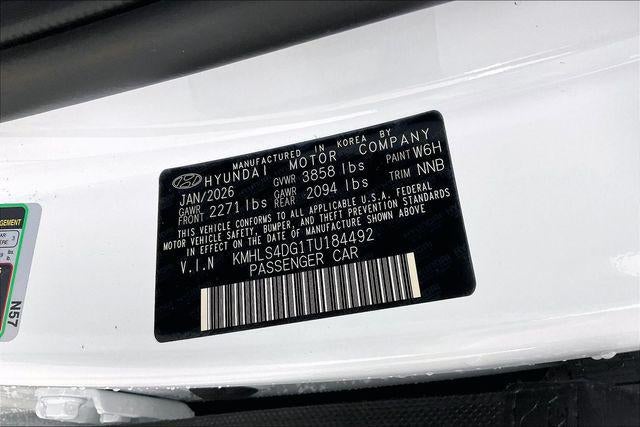 MANUFACTURED IN KOREA BY
HYUNDAI MOTOR COMPANY
JAN/2026 GVWR 3858 lbs PAINT W6H
GAWR FRONT 2271 lbs GAWR REAR 2094 lbs TRIM NNB
THIS VEHICLE CONFORMS TO ALL APPLICABLE U.S.A. FEDERAL
MOTOR VEHICLE SAFETY, BUMPER, AND THEFT PREVENTION STANDARDS
IN EFFECT ON THE DATE OF MANUFACTURE SHOWN ABOVE
V.I.N KMHLS4DG1TU184492
PASSENGER CAR
N57